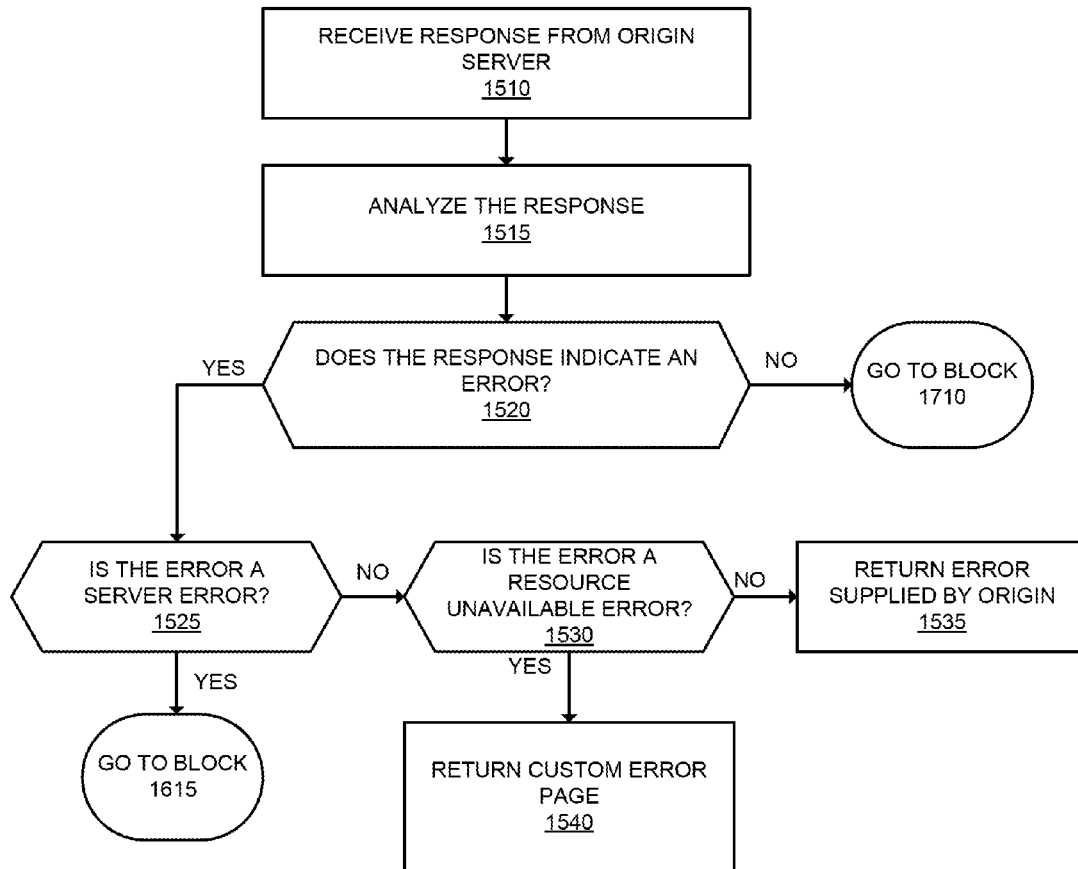 RECEIVE RESPONSE FROM ORIGIN
SERVER
1510
ANALYZE THE RESPONSE
1515
DOES THE RESPONSE INDICATE AN
ERROR?
1520
YES
NO
GO TO BLOCK
1710
IS THE ERROR A
SERVER ERROR?
1525
NO
IS THE ERROR A
RESOURCE
UNAVAILABLE ERROR?
1530
NO
RETURN ERROR
SUPPLIED BY ORIGIN
1535
YES
YES
GO TO BLOCK
1615
RETURN CUSTOM ERROR
PAGE
1540